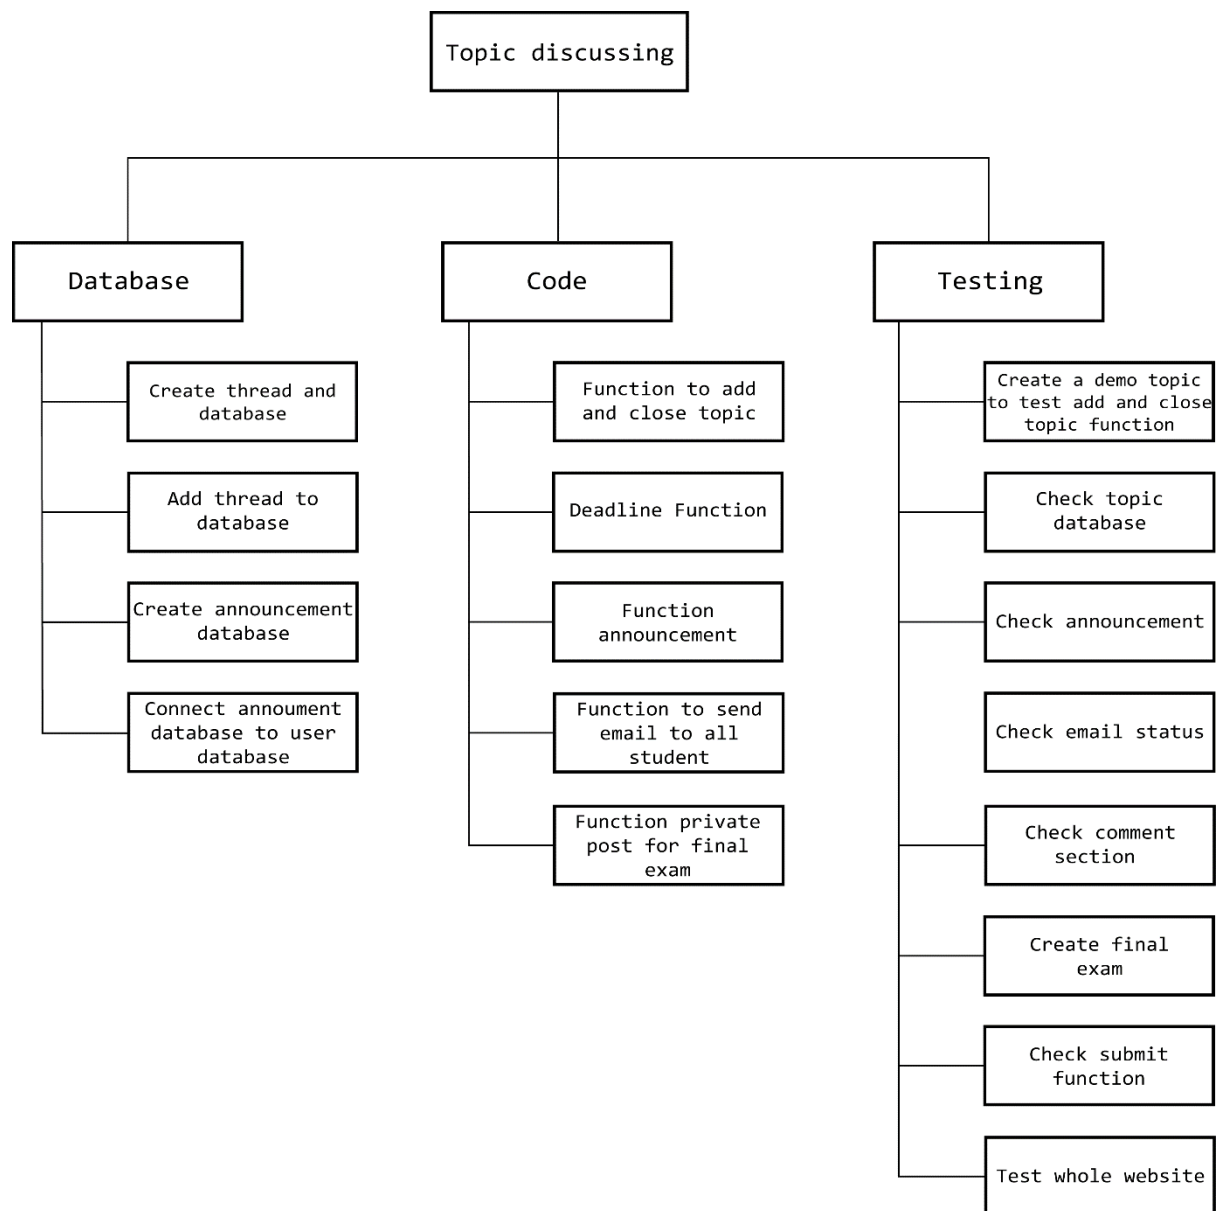 Topic discussing
Database
Code
Testing
Create thread and
database
Add thread to
database
Create announcement
database
Connect annoument
database to user
database
Function to add
and close topic
Deadline Function
Function
announcement
Function to send
email to all
student
Function private
post for final
exam
Create a demo topic
to test add and close
topic function
Check topic
database
Check announcement
Check email status
Check comment
section
Create final
exam
Check submit
function
Test whole website